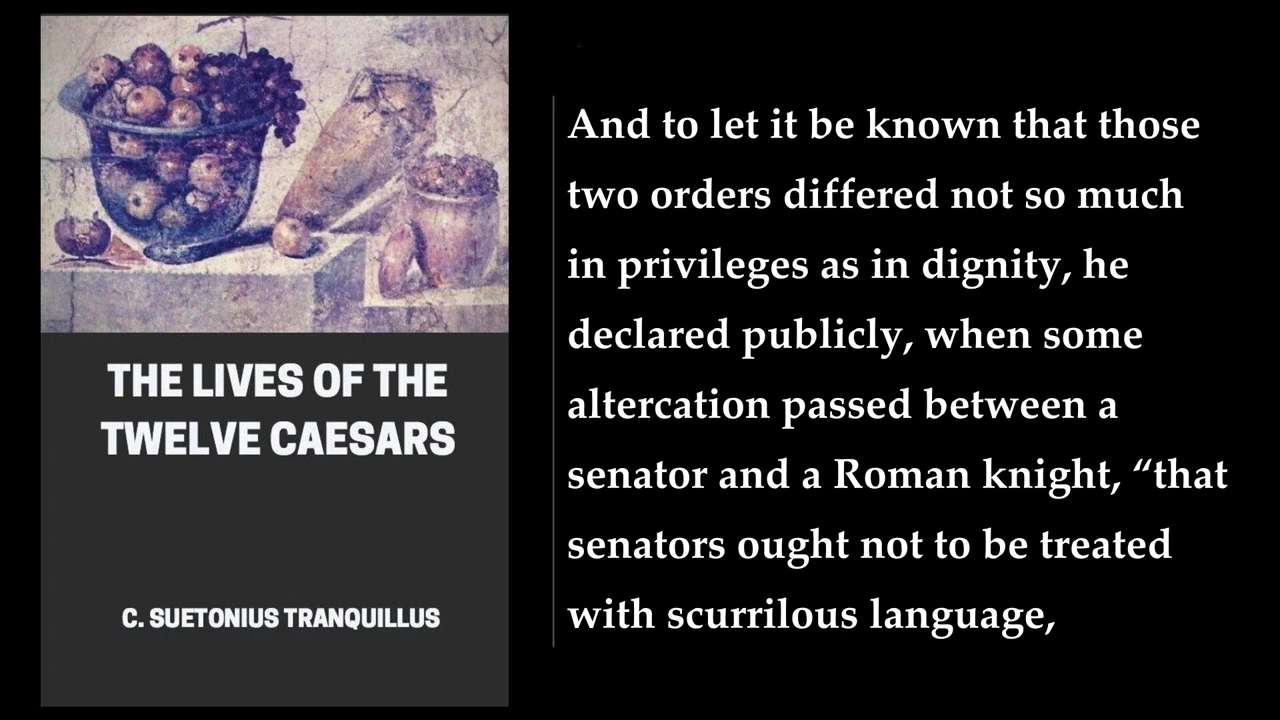 THE LIVES OF THE
TWELVE CAESARS
C. SUETONIUS TRANQUILLUS
And to let it be known that those
two orders differed not so much
in privileges as in dignity, he
declared publicly, when some
altercation passed between a
senator and a Roman knight, “that
senators ought not to be treated
with scurrilous language,